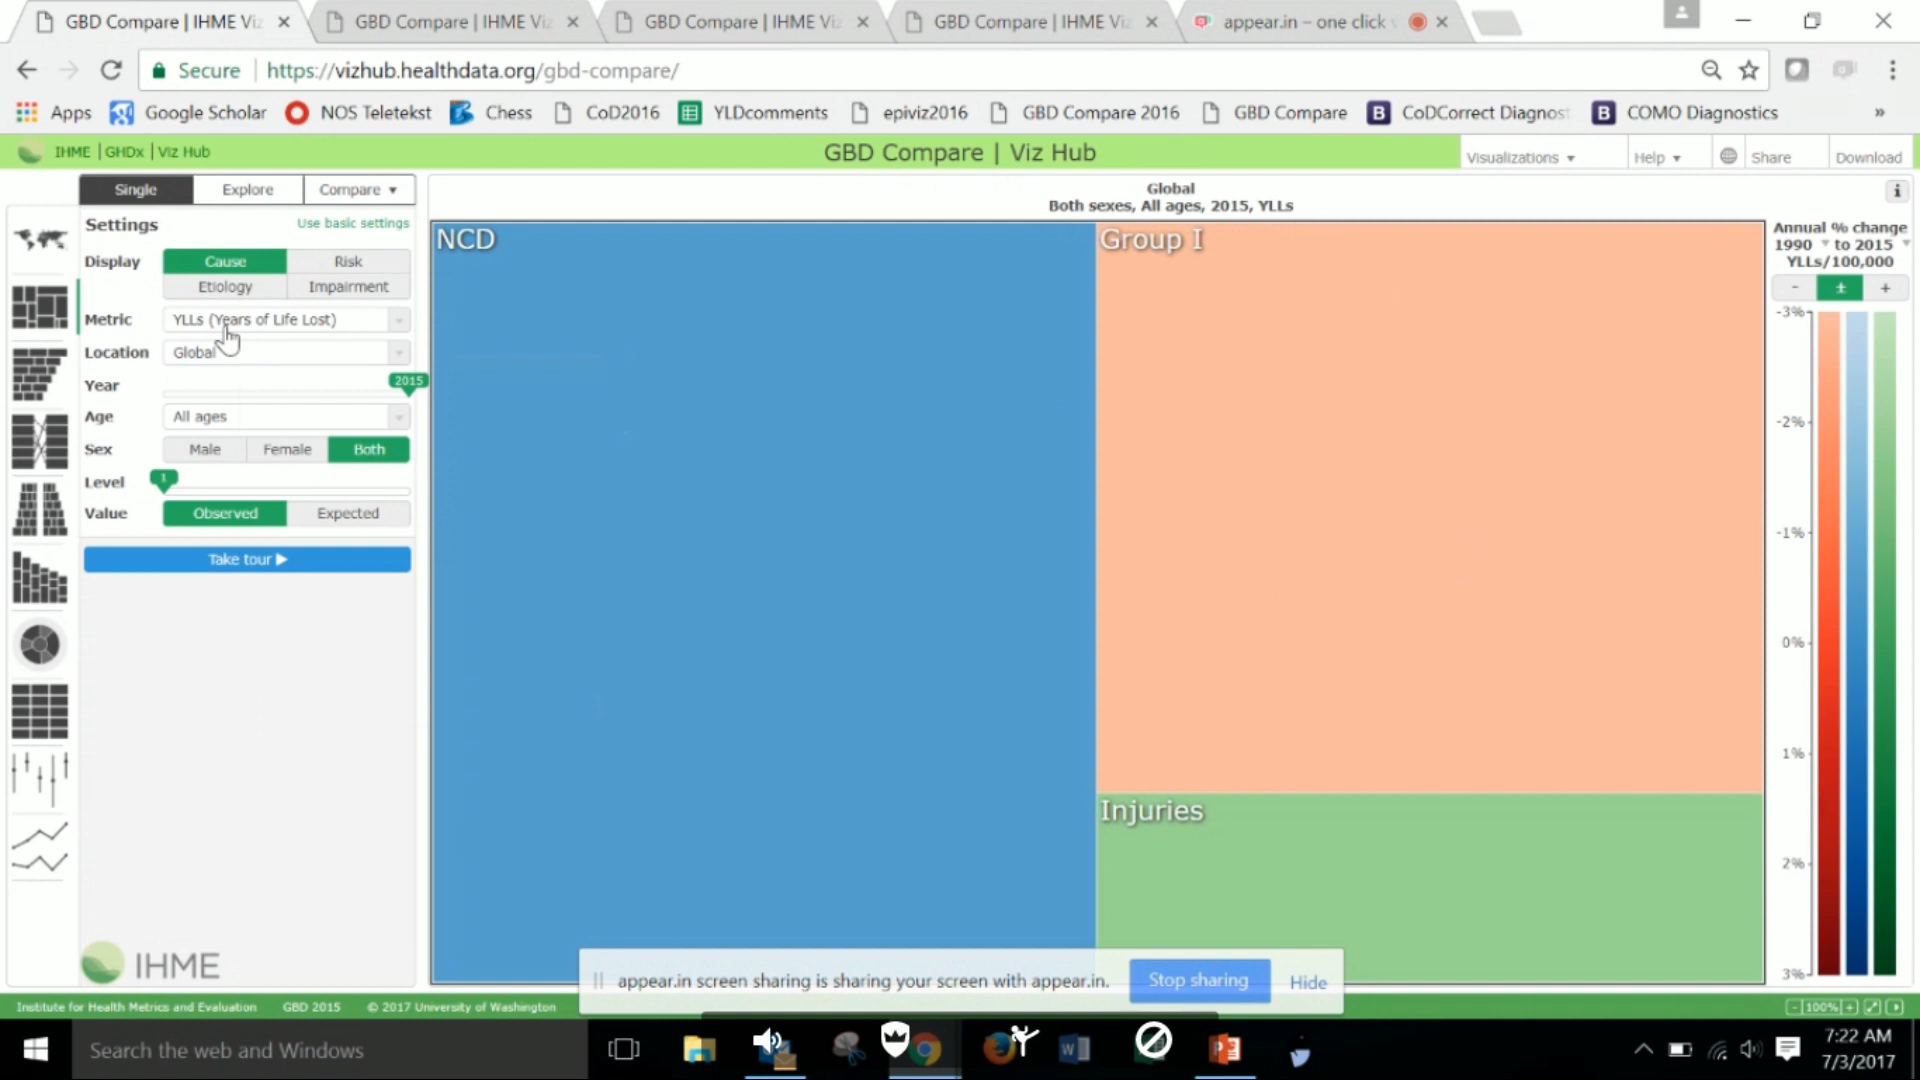 GBD Compare | IHME Viz
GBD Compare | IHME Viz
GBD Compare | IHME Viz
GBD Compare | IHME Viz
appear.in – one click
Secure
https://vizhub.healthdata.org/gbd-compare/
Apps
Google Scholar
NOS Teletekst
Chess
CoD2016
YLDcomments
epiviz2016
GBD Compare 2016
GBD Compare
CoDCorrect Diagnost
COMO Diagnostics
»
IHME | GHDx | Viz Hub
GBD Compare | Viz Hub
Visualizations
Help
Share
Download
Single
Explore
Compare
Global
Both sexes, All ages, 2015, YLLs
Settings
Use basic settings
Display
Cause
Risk
Etiology
Impairment
Metric
YLLs (Years of Life Lost)
Location
Global
Year
2015
Age
All ages
Sex
Male
Female
Both
Level
1
Value
Observed
Expected
Take tour
NCD
Group I
Injuries
Annual % change
1990 to 2015
YLLs/100,000
-
±
+
-3%
-2%
-1%
0%
1%
2%
3%
IHME
appear.in screen sharing is sharing your screen with appear.in.
Stop sharing
Hide
Institute for Health Metrics and Evaluation
GBD 2015
© 2017 University of Washington
- 100% +
Search the web and Windows
7:22 AM
7/3/2017